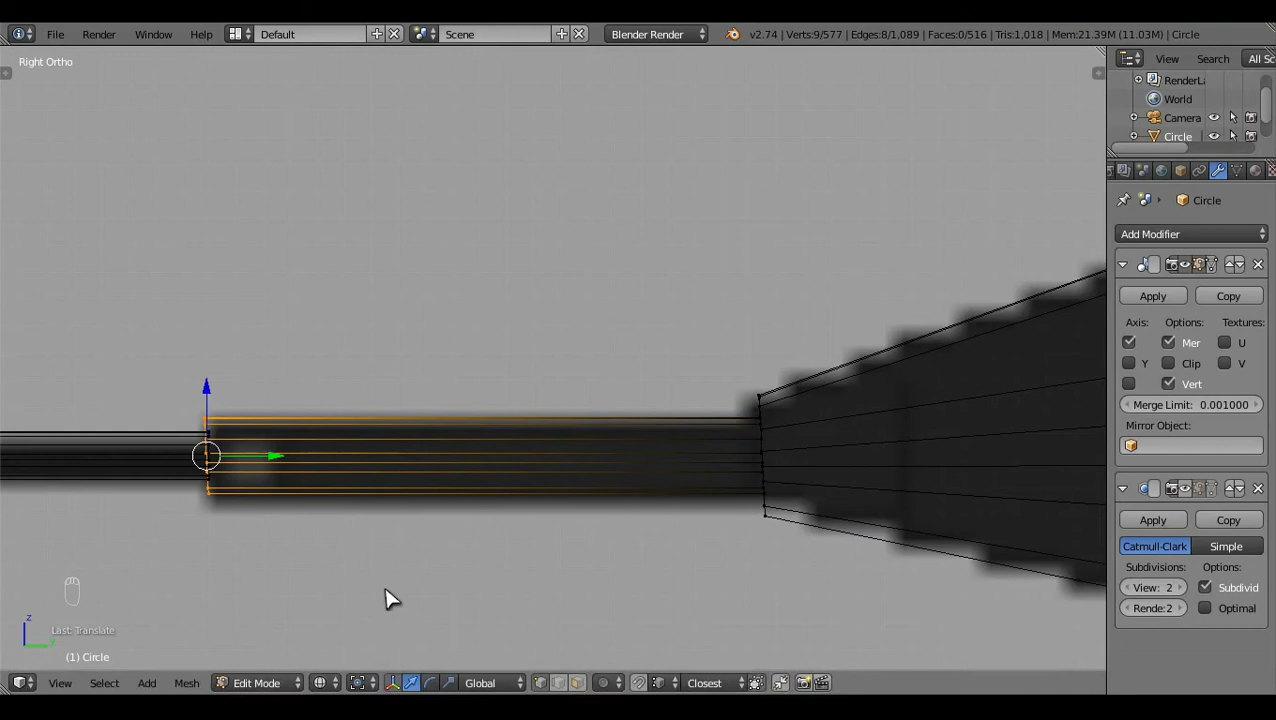 File Render Window Help Default Scene Blender Render v2.74 | Verts:9/577 | Edges:8/1,089 | Faces:0/516 | Tris:1,018 | Mem:21.39M (11.03M) | Circle
Right Ortho
View Search All Sc
RenderLa
World
Camera
Circle
Circle
Add Modifier
Apply Copy
Axis: Options: Textures:
Mer U
Y Clip V
Vert
Merge Limit: 0.001000
Mirror Object:
Apply Copy
Catmull-Clark Simple
Subdivisions: Options:
View: 2 Subdivid
Rende:2 Optimal
z
y
Last: Translate
(1) Circle
View Select Add Mesh Edit Mode Global Closest